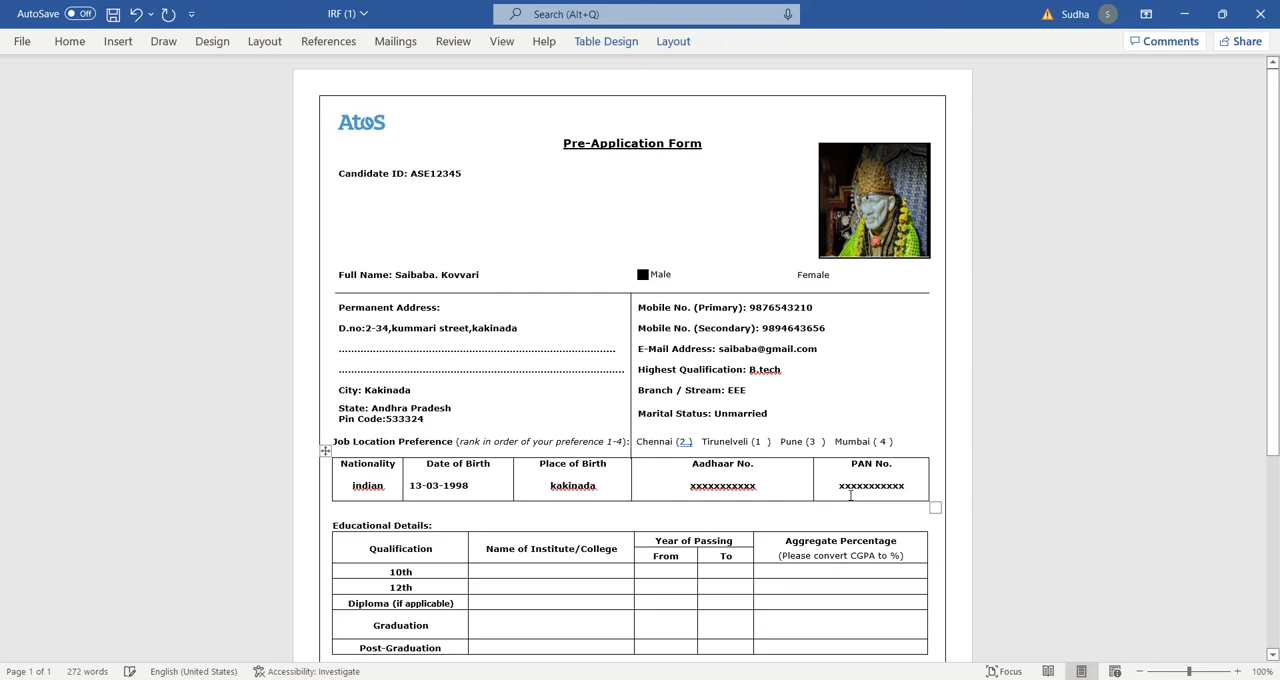 AutoSave Off IRF (1) Search (Alt+Q) Sudha S
File Home Insert Draw Design Layout References Mailings Review View Help Table Design Layout Comments Share
Atos
Pre-Application Form
Candidate ID: ASE12345
Full Name: Saibaba. Kovvari Male Female
Permanent Address: Mobile No. (Primary): 9876543210
D.no:2-34,kummari street,kakinada Mobile No. (Secondary): 9894643656
E-Mail Address: saibaba@gmail.com
Highest Qualification: B.tech
City: Kakinada Branch / Stream: EEE
State: Andhra Pradesh
Marital Status: Unmarried
Pin Code:533324
Job Location Preference (rank in order of your preference 1-4): Chennai (2 ) Tirunelveli (1 ) Pune (3 ) Mumbai ( 4 )
Nationality Date of Birth Place of Birth Aadhaar No. PAN No.
indian 13-03-1998 kakinada xxxxxxxxxxx xxxxxxxxxxx
Educational Details:
Qualification Name of Institute/College Year of Passing Aggregate Percentage
From To (Please convert CGPA to %)
10th
12th
Diploma (if applicable)
Graduation
Post-Graduation
Page 1 of 1 272 words English (United States) Accessibility: Investigate Focus 100%